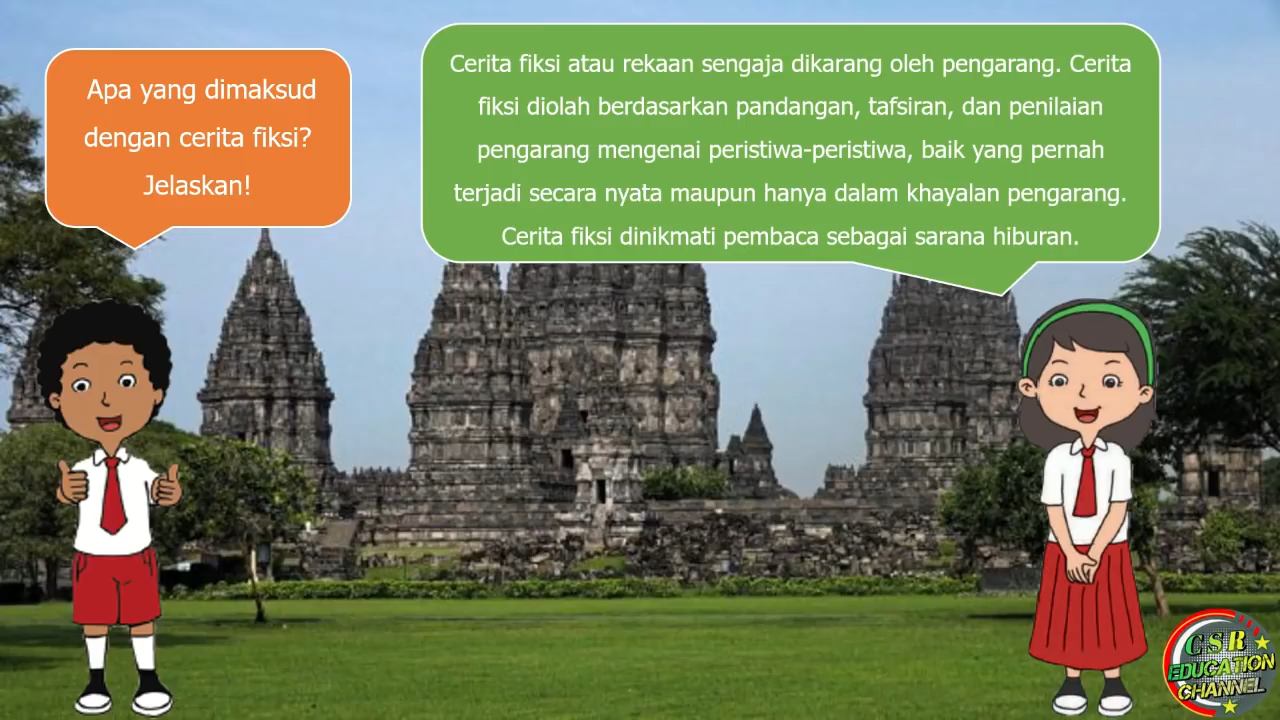 Apa yang dimaksud
dengan cerita fiksi?
Jelaskan!
Cerita fiksi atau rekaan sengaja dikarang oleh pengarang. Cerita
fiksi diolah berdasarkan pandangan, tafsiran, dan penilaian
pengarang mengenai peristiwa-peristiwa, baik yang pernah
terjadi secara nyata maupun hanya dalam khayalan pengarang.
Cerita fiksi dinikmati pembaca sebagai sarana hiburan.
CSR
EDUCATION
CHANNEL